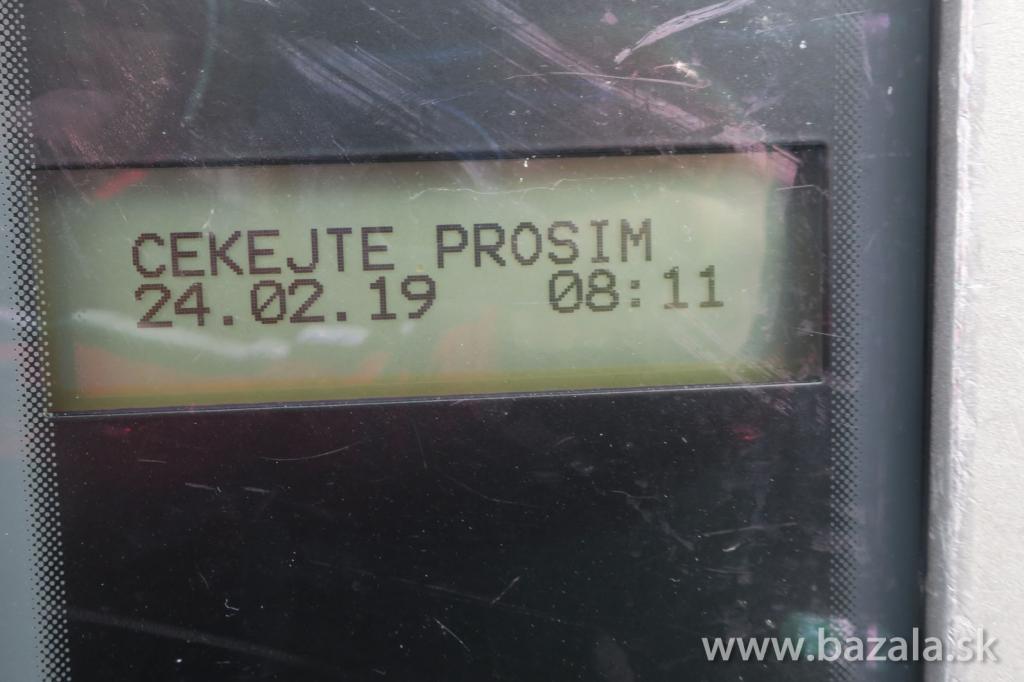 CEKEJTE PROSIM
24.02.19 08:11
www.bazala.sk